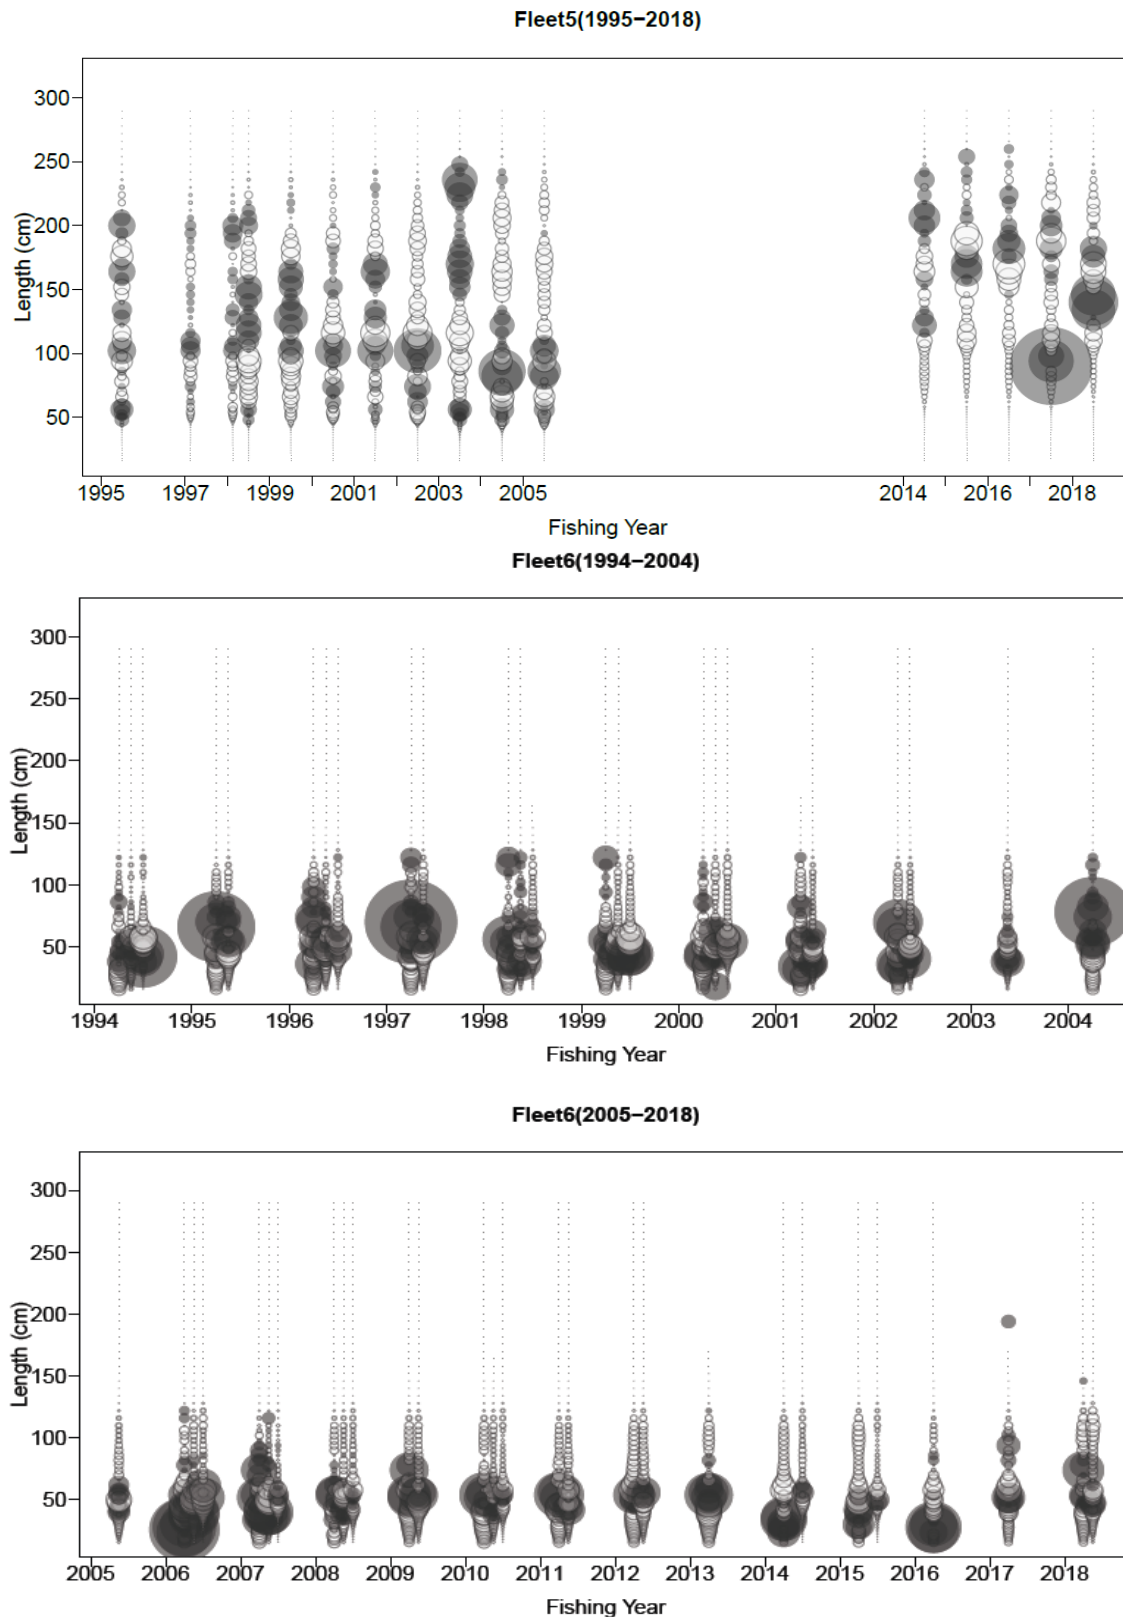 Fleet5(1995−2018)
300
250
200
150
100
50
Length (cm)
1995 1997 1999 2001 2003 2005 2014 2016 2018
Fishing Year
Fleet6(1994−2004)
300
250
200
150
100
50
Length (cm)
1994 1995 1996 1997 1998 1999 2000 2001 2002 2003 2004
Fishing Year
Fleet6(2005−2018)
300
250
200
150
100
50
Length (cm)
2005 2006 2007 2008 2009 2010 2011 2012 2013 2014 2015 2016 2017 2018
Fishing Year